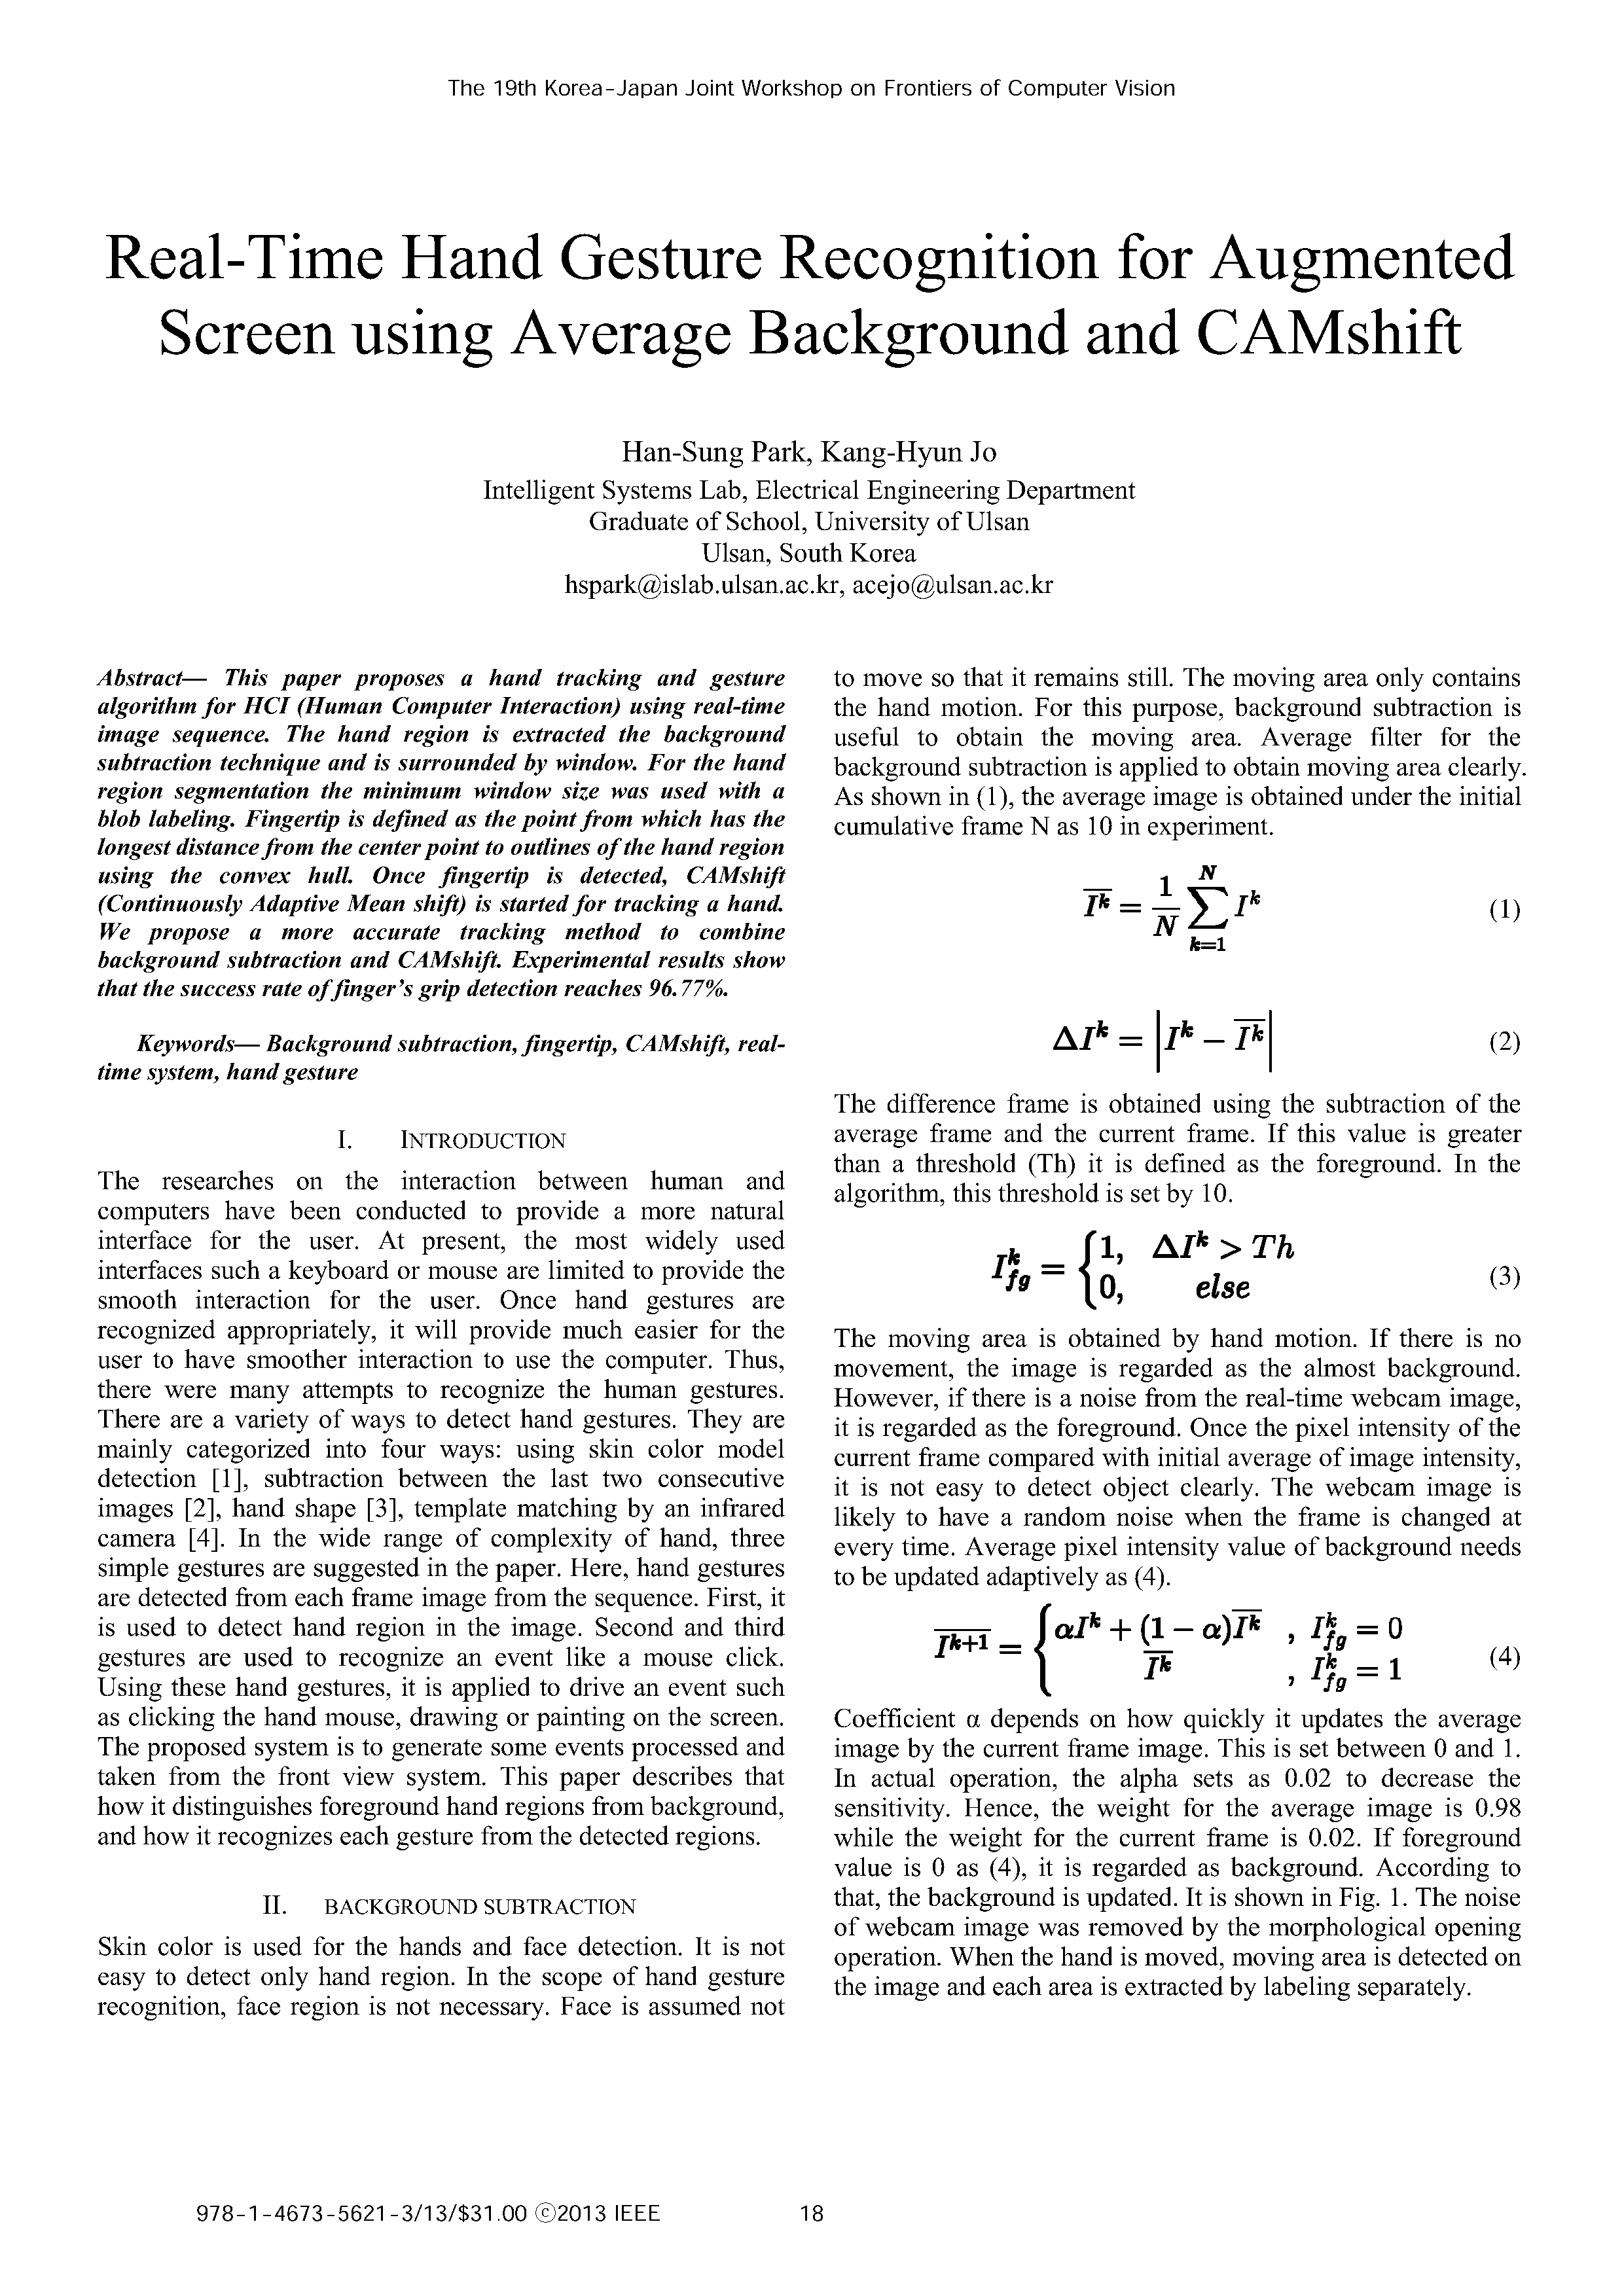 The 19th Korea-Japan Joint Workshop on Frontiers of Computer Vision
Real-Time Hand Gesture Recognition for Augmented
Screen using Average Background and CAMshift
Han-Sung Park, Kang-Hyun Jo
Intelligent Systems Lab, Electrical Engineering Department
Graduate of School, University of Ulsan
Ulsan, South Korea
hspark@islab.ulsan.ac.kr, acejo@ulsan.ac.kr
Abstract— This paper proposes a hand tracking and gesture
algorithm for HCI (Human Computer Interaction) using real-time
image sequence. The hand region is extracted the background
subtraction technique and is surrounded by window. For the hand
region segmentation the minimum window size was used with a
blob labeling. Fingertip is defined as the point from which has the
longest distance from the center point to outlines of the hand region
using the convex hull. Once fingertip is detected, CAMshift
(Continuously Adaptive Mean shift) is started for tracking a hand.
We propose a more accurate tracking method to combine
background subtraction and CAMshift. Experimental results show
that the success rate of finger's grip detection reaches 96.77%.
Keywords— Background subtraction, fingertip, CAMshift, real-
time system, hand gesture
I. INTRODUCTION
The researches on the interaction between human and
computers have been conducted to provide a more natural
interface for the user. At present, the most widely used
interfaces such a keyboard or mouse are limited to provide the
smooth interaction for the user. Once hand gestures are
recognized appropriately, it will provide much easier for the
user to have smoother interaction to use the computer. Thus,
there were many attempts to recognize the human gestures.
There are a variety of ways to detect hand gestures. They are
mainly categorized into four ways: using skin color model
detection [1], subtraction between the last two consecutive
images [2], hand shape [3], template matching by an infrared
camera [4]. In the wide range of complexity of hand, three
simple gestures are suggested in the paper. Here, hand gestures
are detected from each frame image from the sequence. First, it
is used to detect hand region in the image. Second and third
gestures are used to recognize an event like a mouse click.
Using these hand gestures, it is applied to drive an event such
as clicking the hand mouse, drawing or painting on the screen.
The proposed system is to generate some events processed and
taken from the front view system. This paper describes that
how it distinguishes foreground hand regions from background,
and how it recognizes each gesture from the detected regions.
II. BACKGROUND SUBTRACTION
Skin color is used for the hands and face detection. It is not
easy to detect only hand region. In the scope of hand gesture
recognition, face region is not necessary. Face is assumed not
to move so that it remains still. The moving area only contains
the hand motion. For this purpose, background subtraction is
useful to obtain the moving area. Average filter for the
background subtraction is applied to obtain moving area clearly.
As shown in (1), the average image is obtained under the initial
cumulative frame N as 10 in experiment.
$\overline{I^k} = \frac{1}{N} \sum_{k=1}^{N} I^k$ (1)
$\Delta I^k = \left| I^k - \overline{I^k} \right|$ (2)
The difference frame is obtained using the subtraction of the
average frame and the current frame. If this value is greater
than a threshold (Th) it is defined as the foreground. In the
algorithm, this threshold is set by 10.
$I_{fg}^k = \begin{cases} 1, & \Delta I^k > Th \\ 0, & else \end{cases}$ (3)
The moving area is obtained by hand motion. If there is no
movement, the image is regarded as the almost background.
However, if there is a noise from the real-time webcam image,
it is regarded as the foreground. Once the pixel intensity of the
current frame compared with initial average of image intensity,
it is not easy to detect object clearly. The webcam image is
likely to have a random noise when the frame is changed at
every time. Average pixel intensity value of background needs
to be updated adaptively as (4).
$\overline{I^{k+1}} = \begin{cases} \alpha I^k + (1 - \alpha)\overline{I^k} & , I_{fg}^k = 0 \\ \overline{I^k} & , I_{fg}^k = 1 \end{cases}$ (4)
Coefficient α depends on how quickly it updates the average
image by the current frame image. This is set between 0 and 1.
In actual operation, the alpha sets as 0.02 to decrease the
sensitivity. Hence, the weight for the average image is 0.98
while the weight for the current frame is 0.02. If foreground
value is 0 as (4), it is regarded as background. According to
that, the background is updated. It is shown in Fig. 1. The noise
of webcam image was removed by the morphological opening
operation. When the hand is moved, moving area is detected on
the image and each area is extracted by labeling separately.
978-1-4673-5621-3/13/$31.00 ©2013 IEEE
18